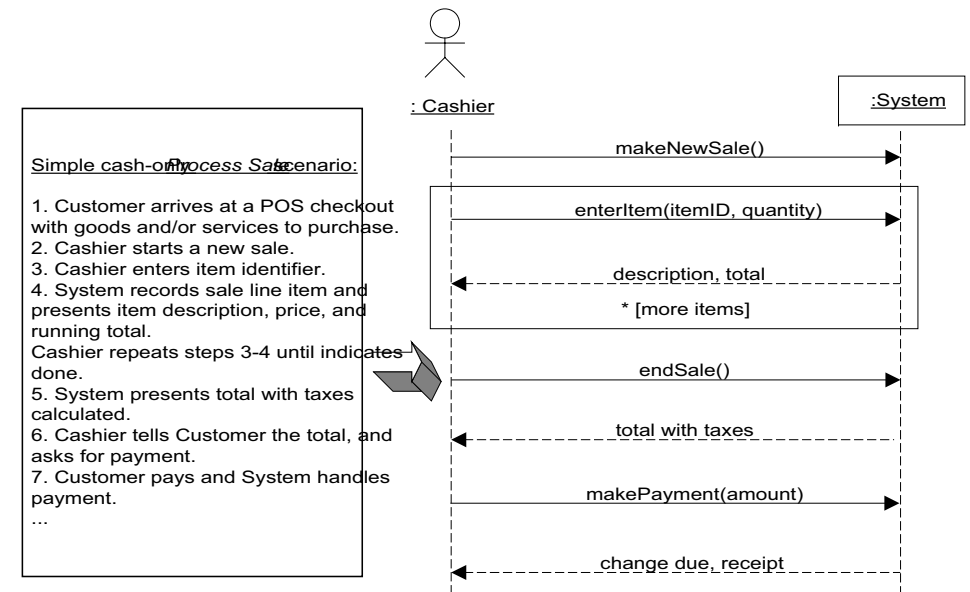 Simple cash-only Process Sale scenario:
1. Customer arrives at a POS checkout
with goods and/or services to purchase.
2. Cashier starts a new sale.
3. Cashier enters item identifier.
4. System records sale line item and
presents item description, price, and
running total.
Cashier repeats steps 3-4 until indicates
done.
5. System presents total with taxes
calculated.
6. Cashier tells Customer the total, and
asks for payment.
7. Customer pays and System handles
payment.
...
: Cashier
:System
makeNewSale()
enterItem(itemID, quantity)
description, total
* [more items]
endSale()
total with taxes
makePayment(amount)
change due, receipt